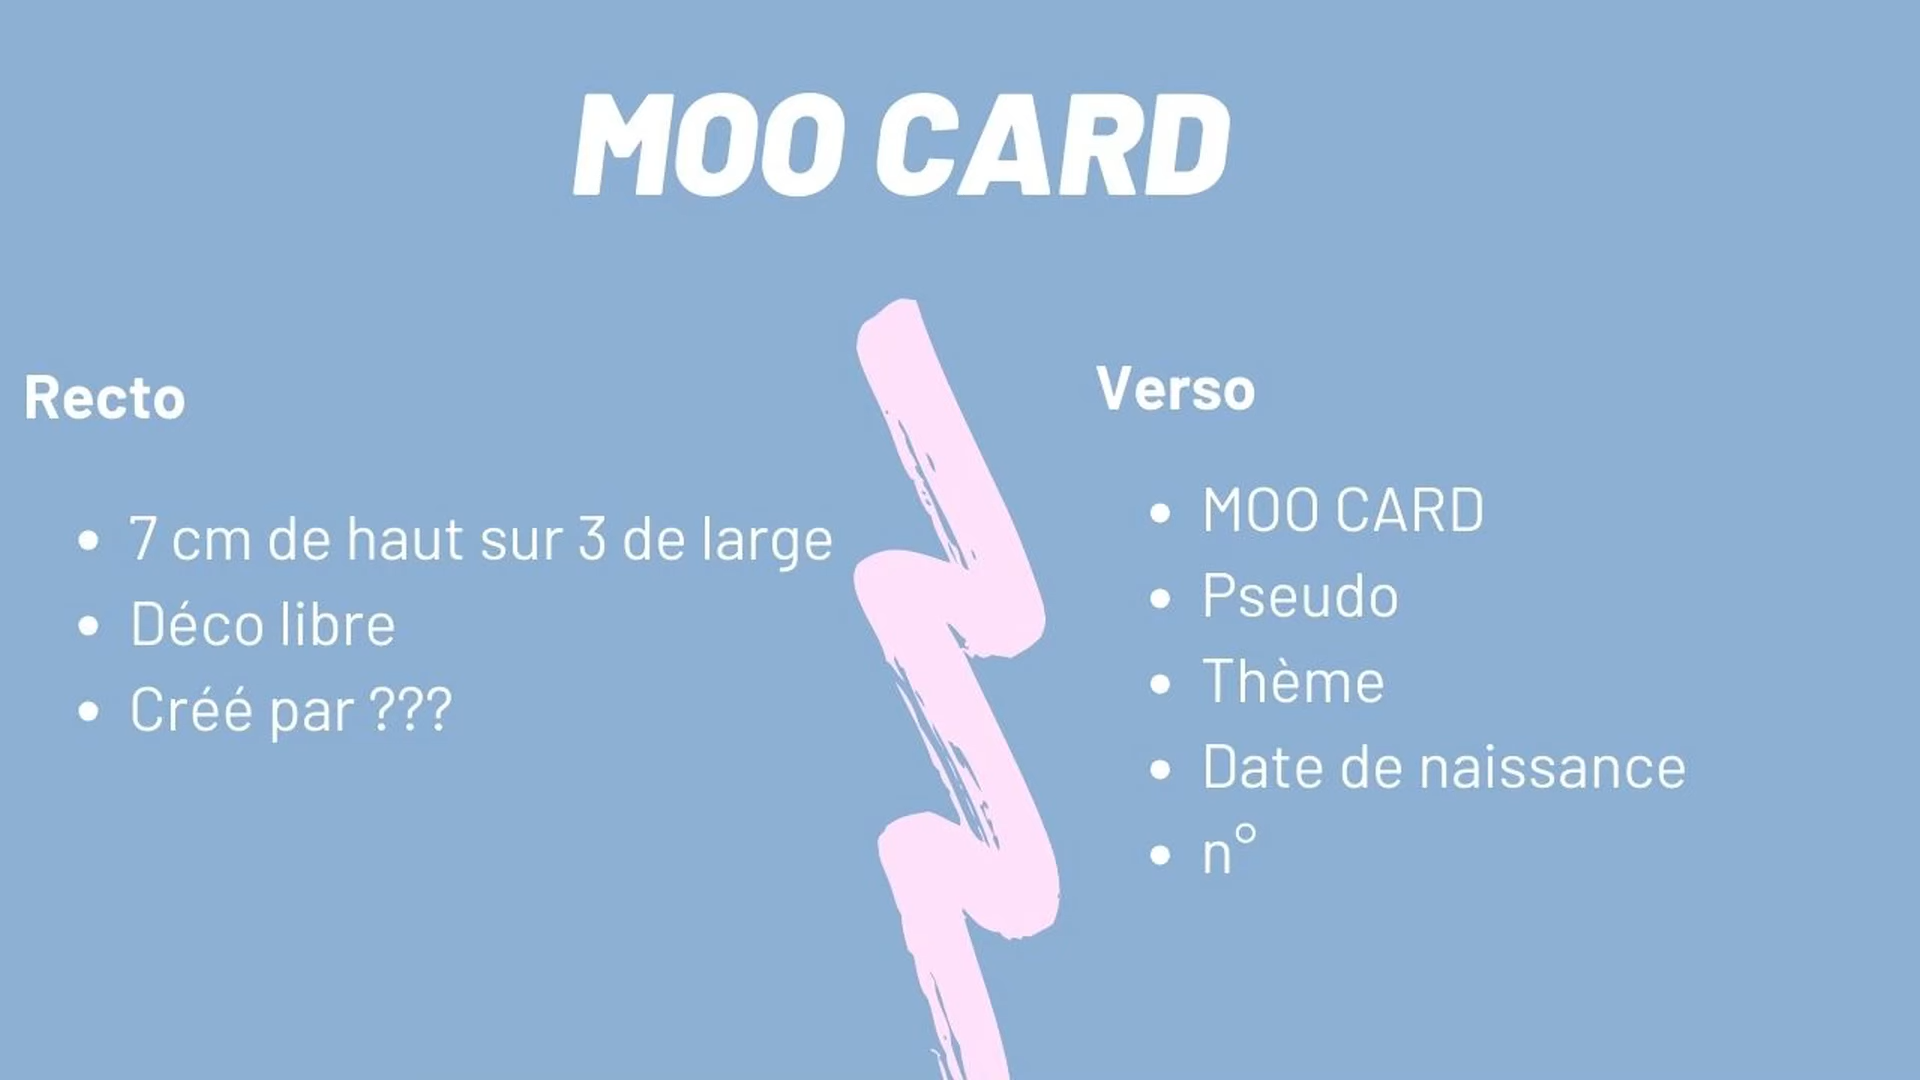 MOO CARD
Recto
7 cm de haut sur 3 de large
Déco libre
Créé par ???
Verso
MOO CARD
Pseudo
Thème
Date de naissance
n°